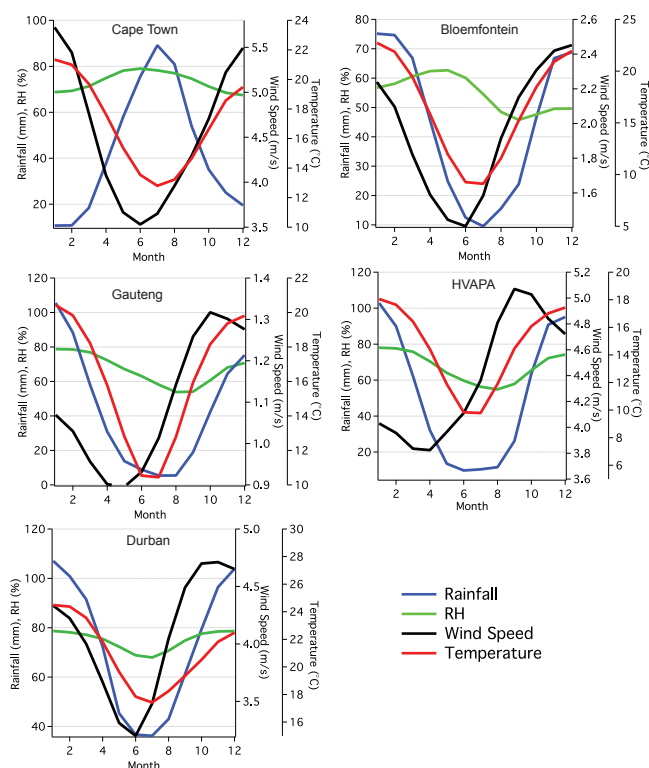 Cape Town
100
80
60
40
20
Rainfall (mm), RH (%)
2 4 6 8 10 12
Month
5.5
5.0
4.5
4.0
3.5
Wind Speed (m/s)
24
22
20
18
16
14
12
10
Temperature (°C)
Bloemfontein
80
70
60
50
40
30
20
10
Rainfall (mm), RH (%)
2 4 6 8 10 12
Month
2.6
2.4
2.2
2.0
1.8
1.6
Wind Speed (m/s)
25
20
15
10
5
Temperature (°C)
Gauteng
120
100
80
60
40
20
0
Rainfall (mm), RH (%)
2 4 6 8 10 12
Month
1.4
1.3
1.2
1.1
1.0
0.9
Wind Speed (m/s)
22
20
18
16
14
12
10
Temperature (°C)
HVAPA
120
100
80
60
40
20
0
Rainfall (mm), RH (%)
2 4 6 8 10 12
Month
5.2
5.0
4.8
4.6
4.4
4.2
4.0
3.8
3.6
Wind Speed (m/s)
20
18
16
14
12
10
8
6
Temperature (°C)
Durban
120
100
80
60
40
Rainfall (mm), RH (%)
2 4 6 8 10 12
Month
5.0
4.5
4.0
3.5
Wind Speed (m/s)
30
28
26
24
22
20
18
16
Temperature (°C)
Rainfall
RH
Wind Speed
Temperature